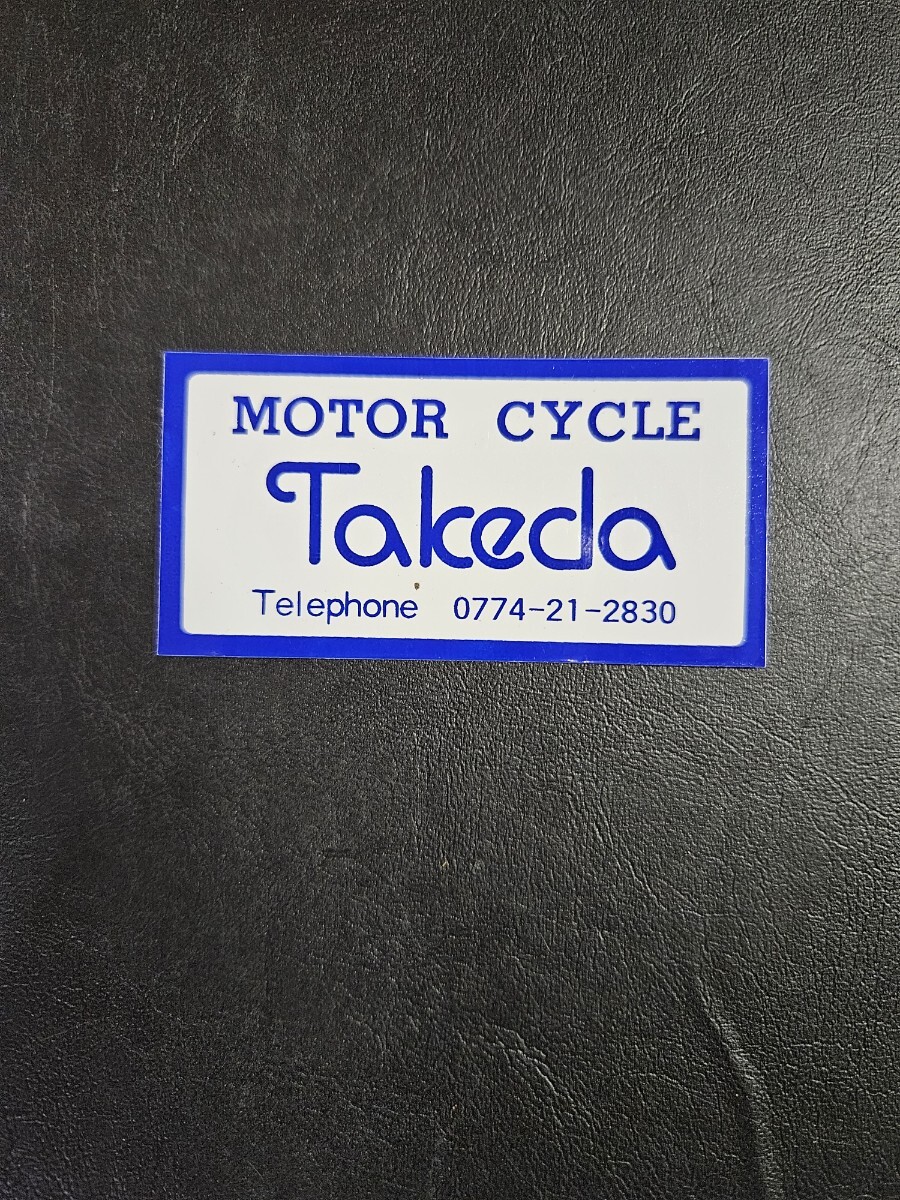 MOTOR CYCLE
Takeda
Telephone 0774-21-2830